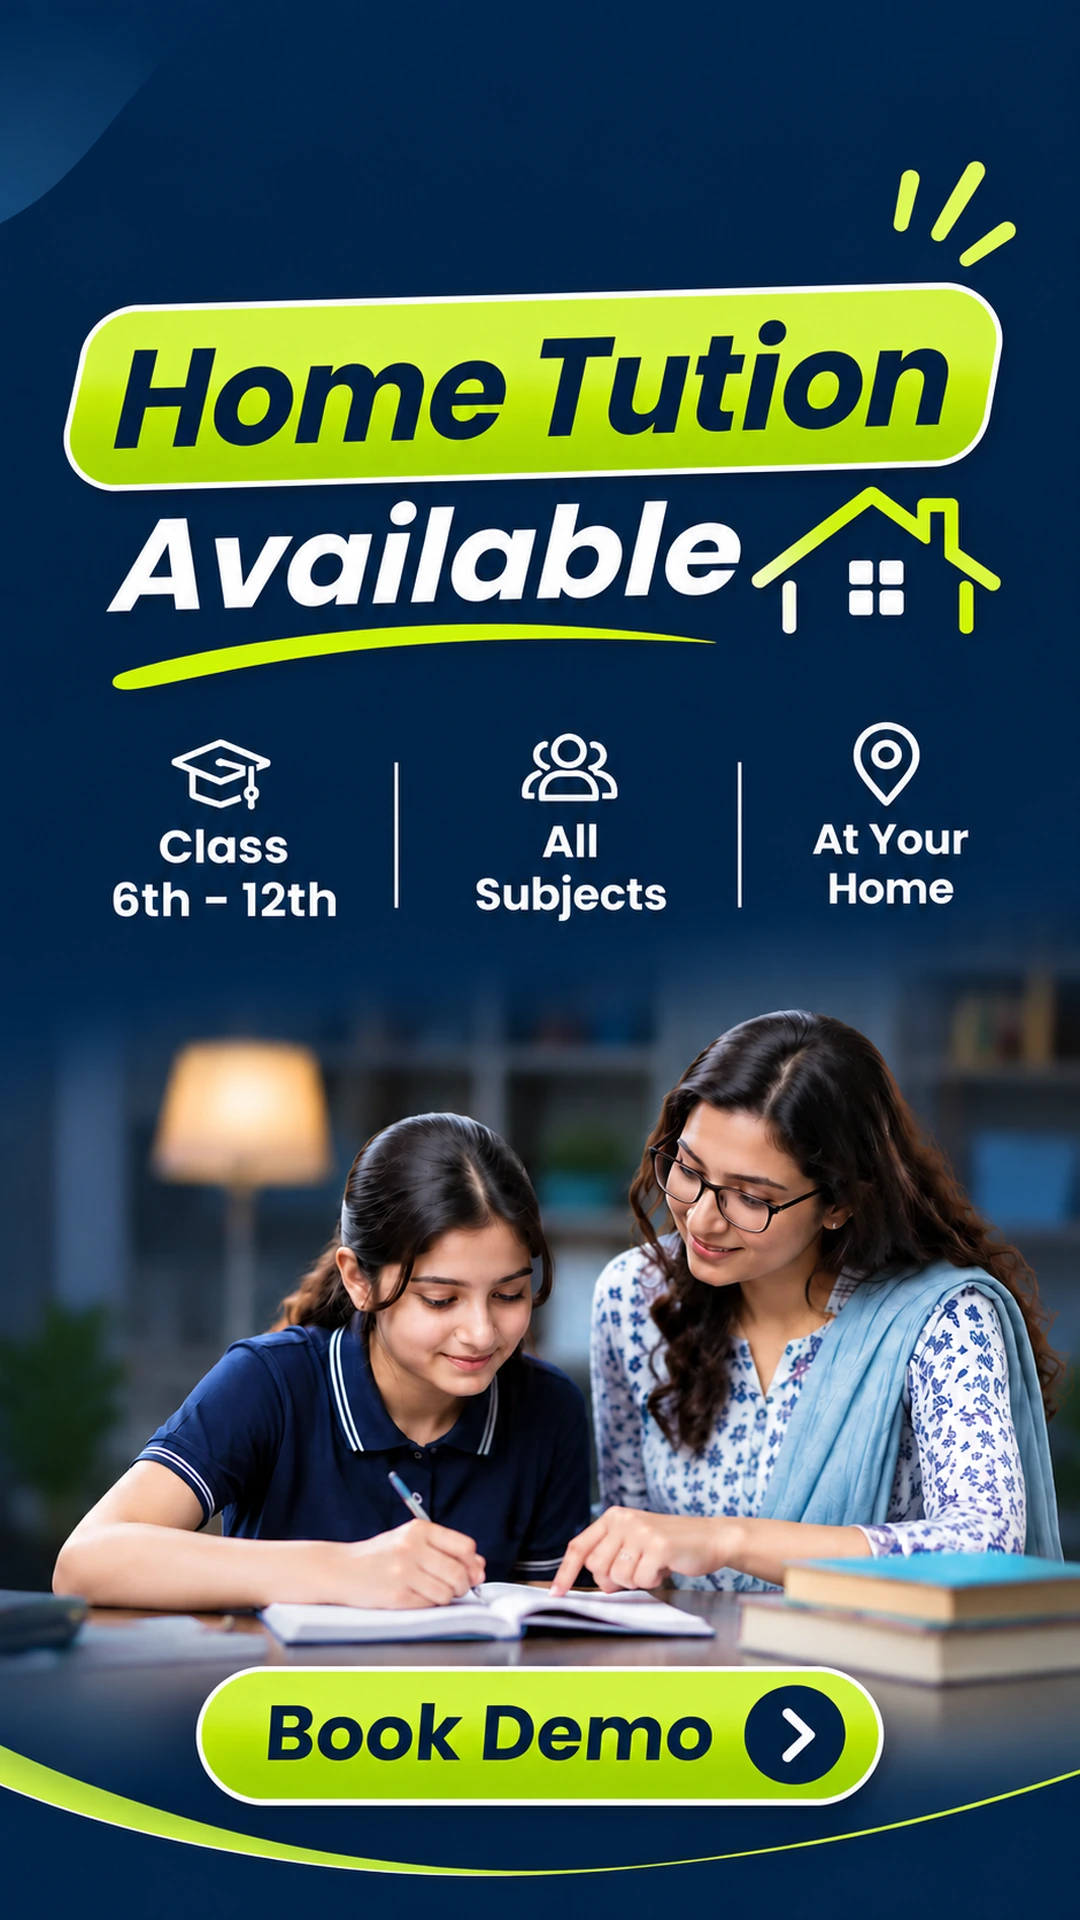 Home Tution
Available
Class
6th - 12th
All
Subjects
At Your
Home
Book Demo